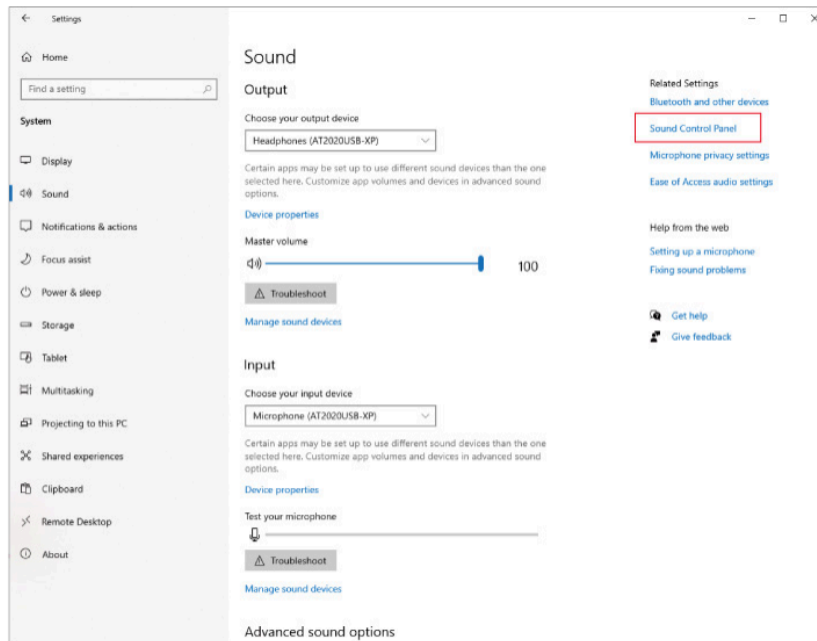 Settings
Home
Find a setting
System
Display
Sound
Notifications & actions
Focus assist
Power & sleep
Storage
Tablet
Multitasking
Projecting to this PC
Shared experiences
Clipboard
Remote Desktop
About
Sound
Output
Choose your output device
Headphones (AT2020USB-XP)
Certain apps may be set up to use different sound devices than the one
selected here. Customize app volumes and devices in advanced sound
options.
Device properties
Master volume
100
Troubleshoot
Manage sound devices
Input
Choose your input device
Microphone (AT2020USB-XP)
Certain apps may be set up to use different sound devices than the one
selected here. Customize app volumes and devices in advanced sound
options.
Device properties
Test your microphone
Troubleshoot
Manage sound devices
Advanced sound options
Related Settings
Bluetooth and other devices
Sound Control Panel
Microphone privacy settings
Ease of Access audio settings
Help from the web
Setting up a microphone
Fixing sound problems
Get help
Give feedback